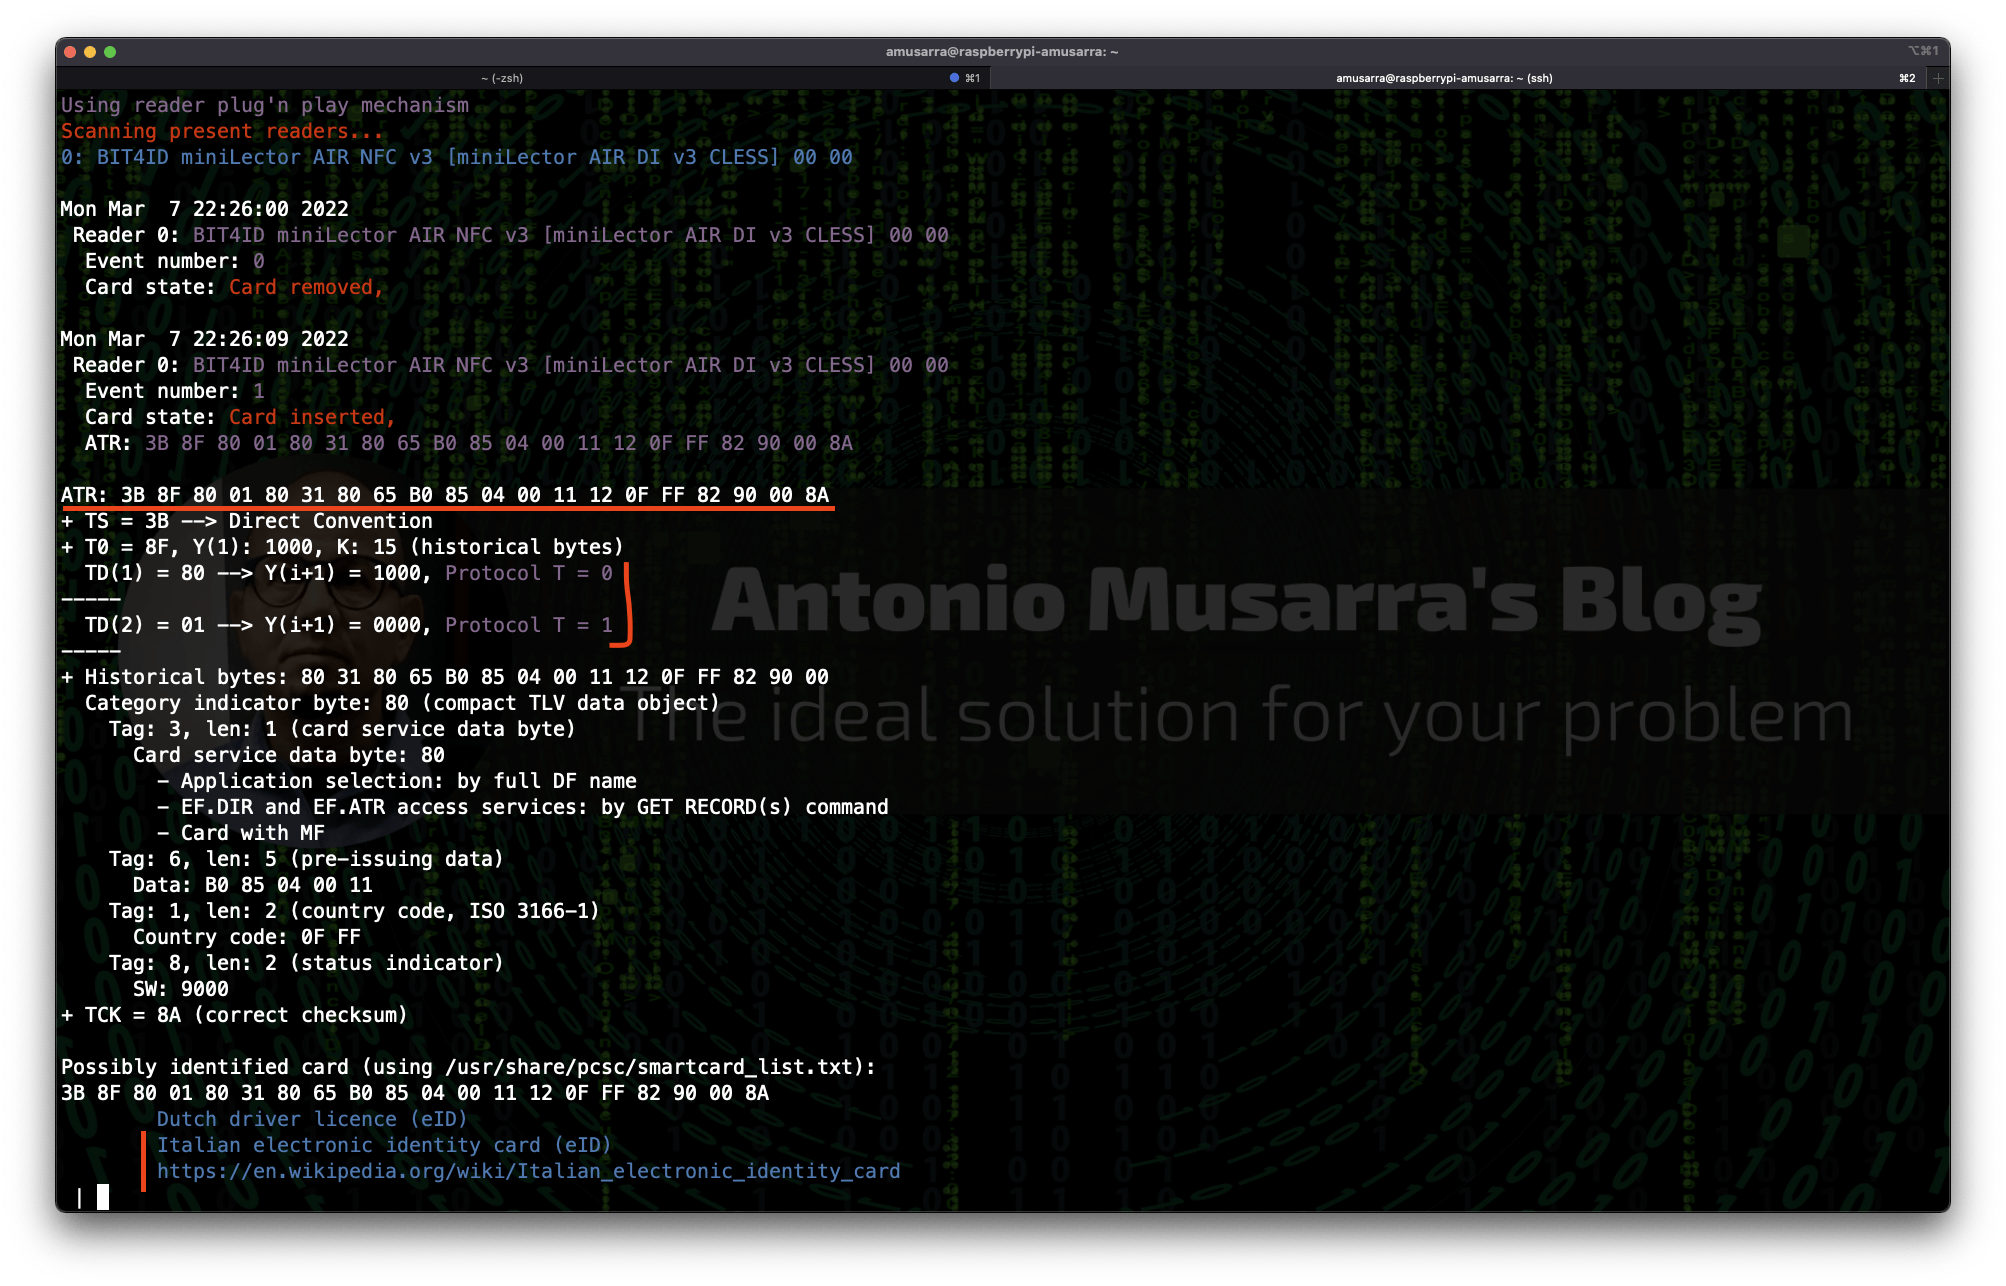 amusarra@raspberrypi-amusarra: ~
⌥⌘1
~ (-zsh)
⌘1
amusarra@raspberrypi-amusarra: ~ (ssh)
⌘2
Using reader plug'n play mechanism
Scanning present readers...
0: BIT4ID miniLector AIR NFC v3 [miniLector AIR DI v3 CLESS] 00 00
Mon Mar  7 22:26:00 2022
Reader 0: BIT4ID miniLector AIR NFC v3 [miniLector AIR DI v3 CLESS] 00 00
Event number: 0
Card state: Card removed,
Mon Mar  7 22:26:09 2022
Reader 0: BIT4ID miniLector AIR NFC v3 [miniLector AIR DI v3 CLESS] 00 00
Event number: 1
Card state: Card inserted,
ATR: 3B 8F 80 01 80 31 80 65 B0 85 04 00 11 12 0F FF 82 90 00 8A
ATR: 3B 8F 80 01 80 31 80 65 B0 85 04 00 11 12 0F FF 82 90 00 8A
+ TS = 3B --> Direct Convention
+ T0 = 8F, Y(1): 1000, K: 15 (historical bytes)
TD(1) = 80 --> Y(i+1) = 1000, Protocol T = 0
-----
TD(2) = 01 --> Y(i+1) = 0000, Protocol T = 1
-----
+ Historical bytes: 80 31 80 65 B0 85 04 00 11 12 0F FF 82 90 00
Category indicator byte: 80 (compact TLV data object)
Tag: 3, len: 1 (card service data byte)
Card service data byte: 80
- Application selection: by full DF name
- EF.DIR and EF.ATR access services: by GET RECORD(s) command
- Card with MF
Tag: 6, len: 5 (pre-issuing data)
Data: B0 85 04 00 11
Tag: 1, len: 2 (country code, ISO 3166-1)
Country code: 0F FF
Tag: 8, len: 2 (status indicator)
SW: 9000
+ TCK = 8A (correct checksum)
Possibly identified card (using /usr/share/pcsc/smartcard_list.txt):
3B 8F 80 01 80 31 80 65 B0 85 04 00 11 12 0F FF 82 90 00 8A
Dutch driver licence (eID)
Italian electronic identity card (eID)
https://en.wikipedia.org/wiki/Italian_electronic_identity_card
|
Antonio Musarra's Blog
The ideal solution for your problem